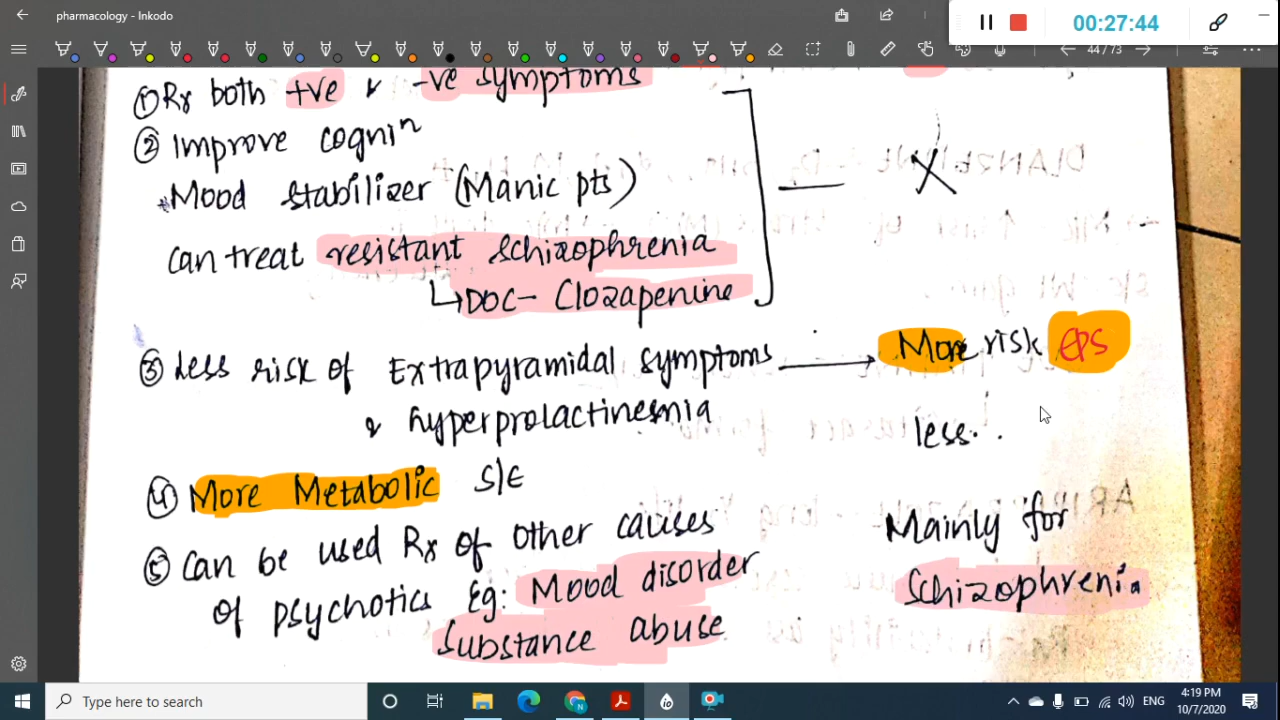 pharmacology - Inkodo
00:27:44
44 / 73
① Rx both +ve & -ve symptoms
② Improve cogniⁿ
Mood stabilizer (Manic pts) — X
can treat resistant schizophrenia
↳ DOC - Clozapenine
③ Less risk of Extrapyramidal symptoms → More risk EPS
& hyperprolactinesmia less..
④ More Metabolic S/E
⑤ Can be used Rx of other causes Mainly for
of psychotics Eg: Mood disorder Schizophrenia
substance abuse
Type here to search
ENG
4:19 PM
10/7/2020